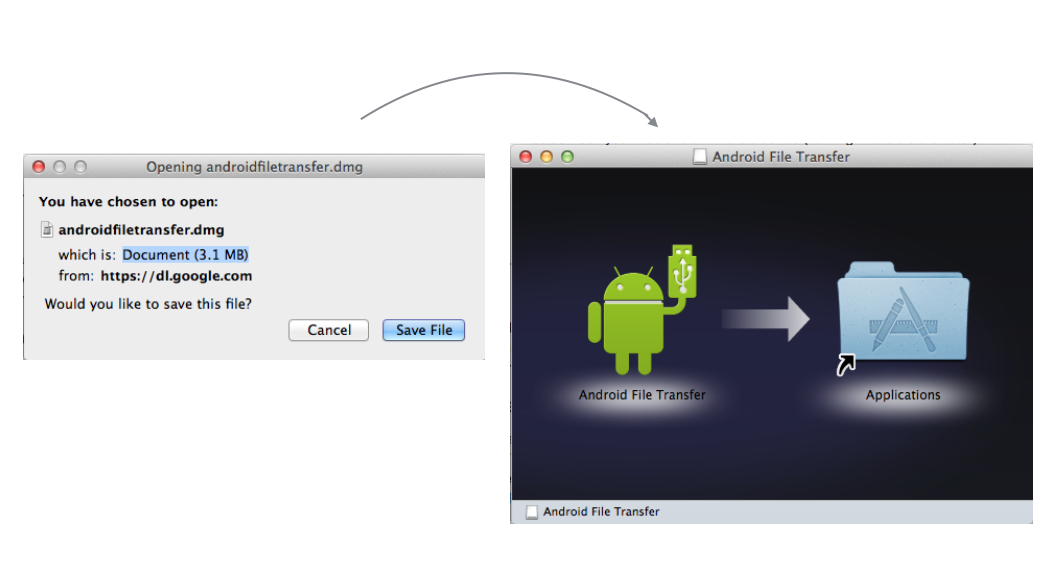 Opening androidfiletransfer.dmg
You have chosen to open:
androidfiletransfer.dmg
which is: Document (3.1 MB)
from: https://dl.google.com
Would you like to save this file?
Cancel
Save File
Android File Transfer
Android File Transfer
Applications
Android File Transfer